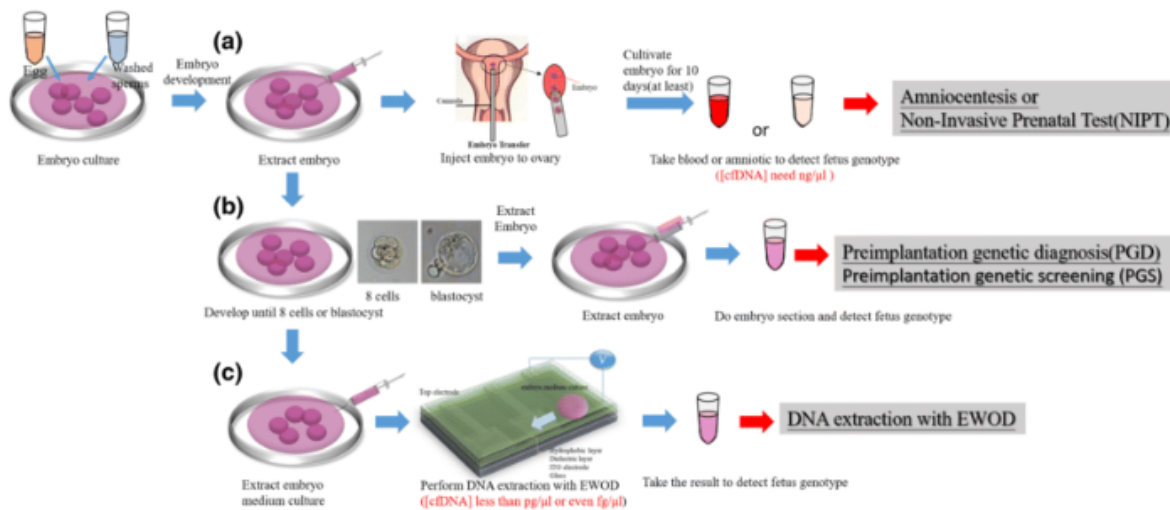 Egg
Washed
sperms
Embryo culture
Embryo
development
(a)
Extract embryo
Embryo
Cannula
Embryo Transfer
Inject embryo to ovary
Cultivate
embryo for 10
days(at least)
or
Take blood or amniotic to detect fetus genotype
([cfDNA] need ng/μl )
Amniocentesis or
Non-Invasive Prenatal Test(NIPT)
(b)
8 cells
blastocyst
Develop until 8 cells or blastocyst
Extract
Embryo
Extract embryo
Do embryo section and detect fetus genotype
Preimplantation genetic diagnosis(PGD)
Preimplantation genetic screening (PGS)
(c)
Extract embryo
medium culture
Top electrode
embryo medium culture
V
Hydrophobic layer
Dielectric layer
ITO electrode
Glass
Perform DNA extraction with EWOD
([cfDNA] less than pg/μl or even fg/μl)
Take the result to detect fetus genotype
DNA extraction with EWOD